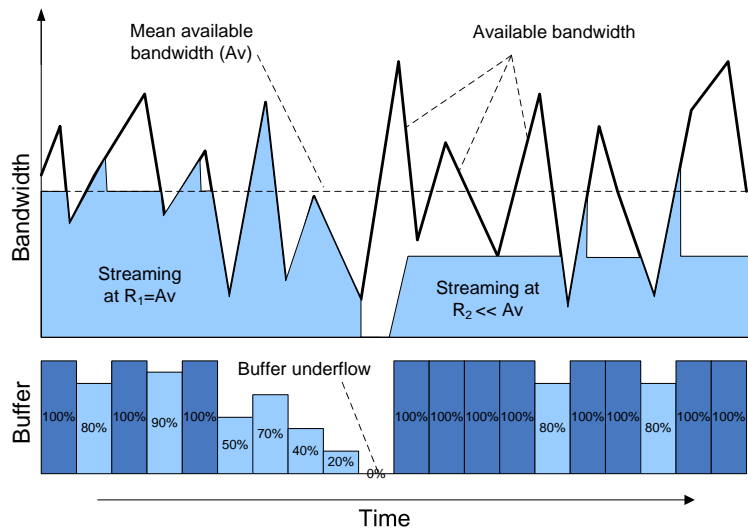 Mean available
bandwidth (Av)
Available bandwidth
Bandwidth
Streaming
at R₁=Av
Streaming at
R₂ << Av
Buffer
Buffer underflow
100%
80%
100%
90%
100%
50%
70%
40%
20%
0%
100%
100%
100%
100%
80%
100%
100%
80%
100%
100%
Time